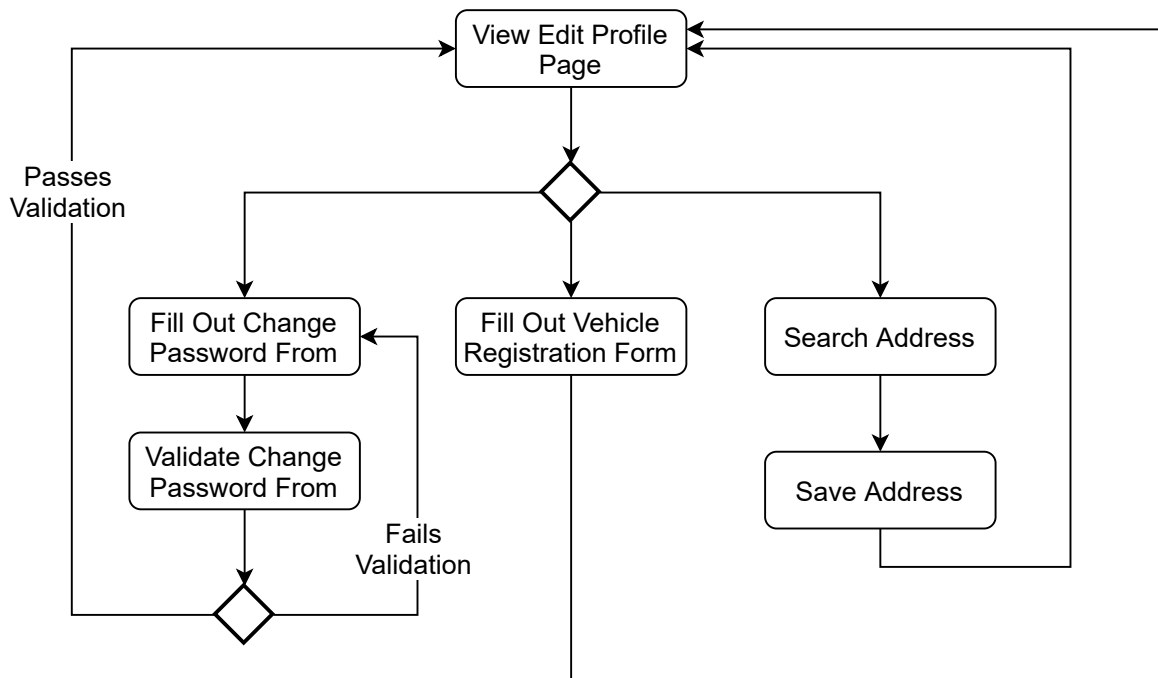 View Edit Profile
Page
Passes
Validation
Fill Out Change
Password From
Fill Out Vehicle
Registration Form
Search Address
Validate Change
Password From
Save Address
Fails
Validation